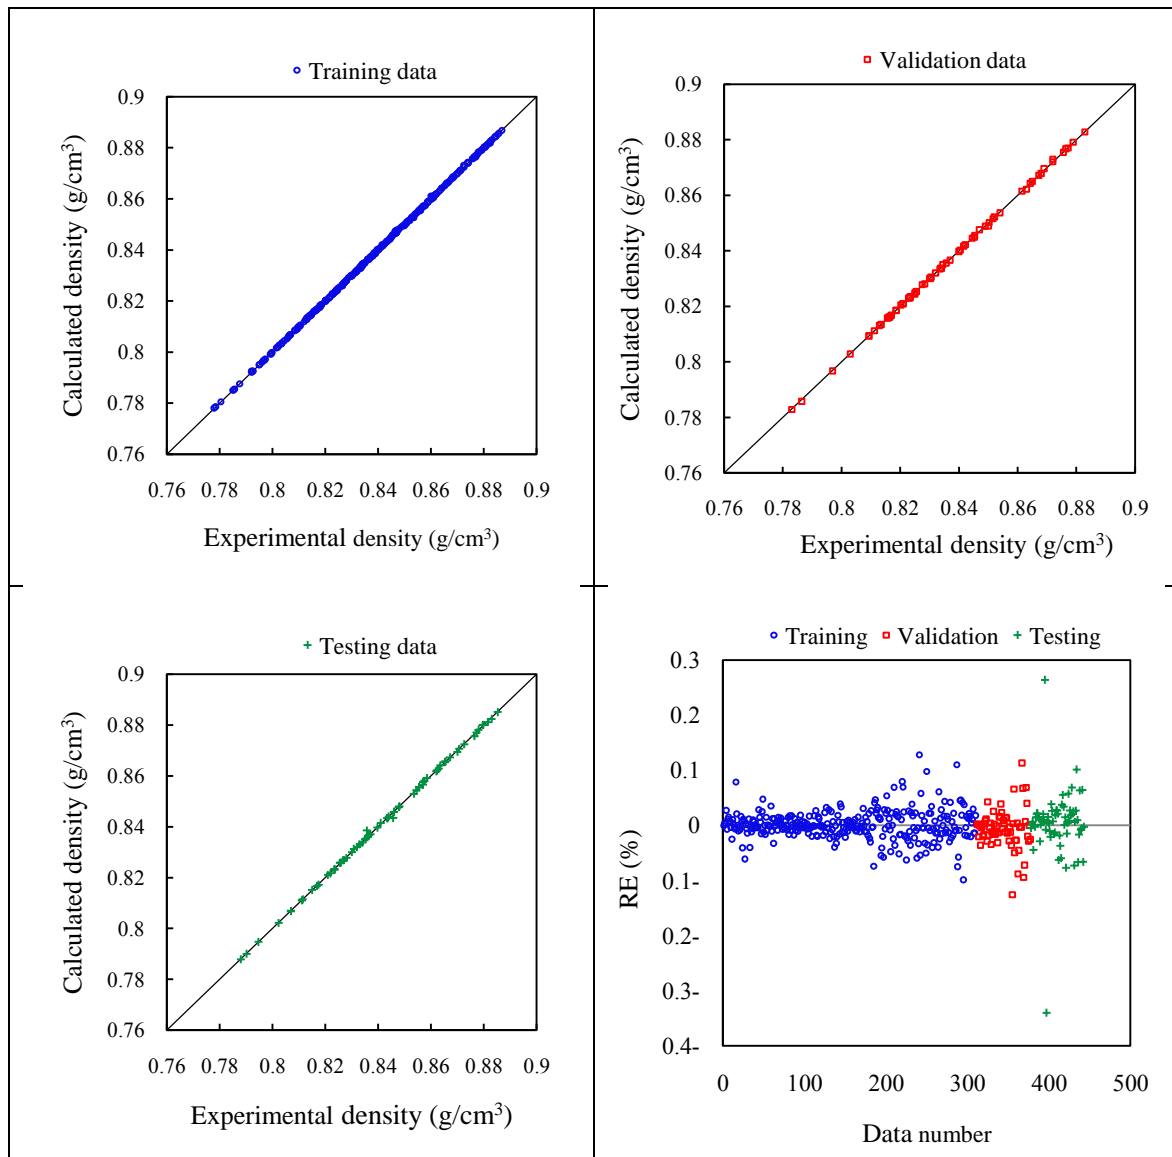 Training data
0.9
0.88
0.86
0.84
0.82
0.8
0.78
0.76
Calculated density (g/cm³)
0.76 0.78 0.8 0.82 0.84 0.86 0.88 0.9
Experimental density (g/cm³)
Validation data
0.9
0.88
0.86
0.84
0.82
0.8
0.78
0.76
Calculated density (g/cm³)
0.76 0.78 0.8 0.82 0.84 0.86 0.88 0.9
Experimental density (g/cm³)
Testing data
0.9
0.88
0.86
0.84
0.82
0.8
0.78
0.76
Calculated density (g/cm³)
0.76 0.78 0.8 0.82 0.84 0.86 0.88 0.9
Experimental density (g/cm³)
Training Validation Testing
0.3
0.2
0.1
0
0.1-
0.2-
0.3-
0.4-
RE (%)
0 100 200 300 400 500
Data number